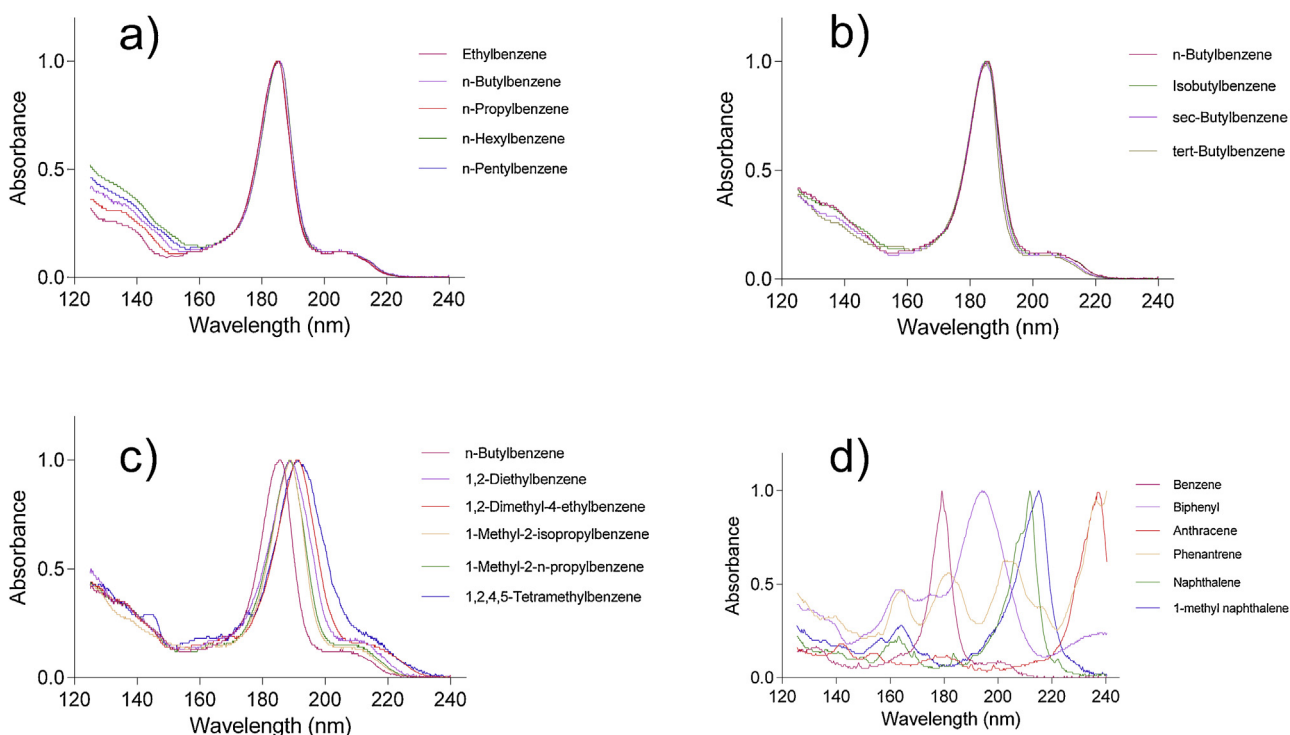 a)
Absorbance
1.0
0.5
0.0
120 140 160 180 200 220 240
Wavelength (nm)
Ethylbenzene
n-Butylbenzene
n-Propylbenzene
n-Hexylbenzene
n-Pentylbenzene
b)
Absorbance
1.0
0.5
0.0
120 140 160 180 200 220 240
Wavelength (nm)
n-Butylbenzene
Isobutylbenzene
sec-Butylbenzene
tert-Butylbenzene
c)
Absorbance
1.0
0.5
0.0
120 140 160 180 200 220 240
Wavelength (nm)
n-Butylbenzene
1,2-Diethylbenzene
1,2-Dimethyl-4-ethylbenzene
1-Methyl-2-isopropylbenzene
1-Methyl-2-n-propylbenzene
1,2,4,5-Tetramethylbenzene
d)
Absorbance
1.0
0.5
0.0
120 140 160 180 200 220 240
Wavelength (nm)
Benzene
Biphenyl
Anthracene
Phenantrene
Naphthalene
1-methyl naphthalene